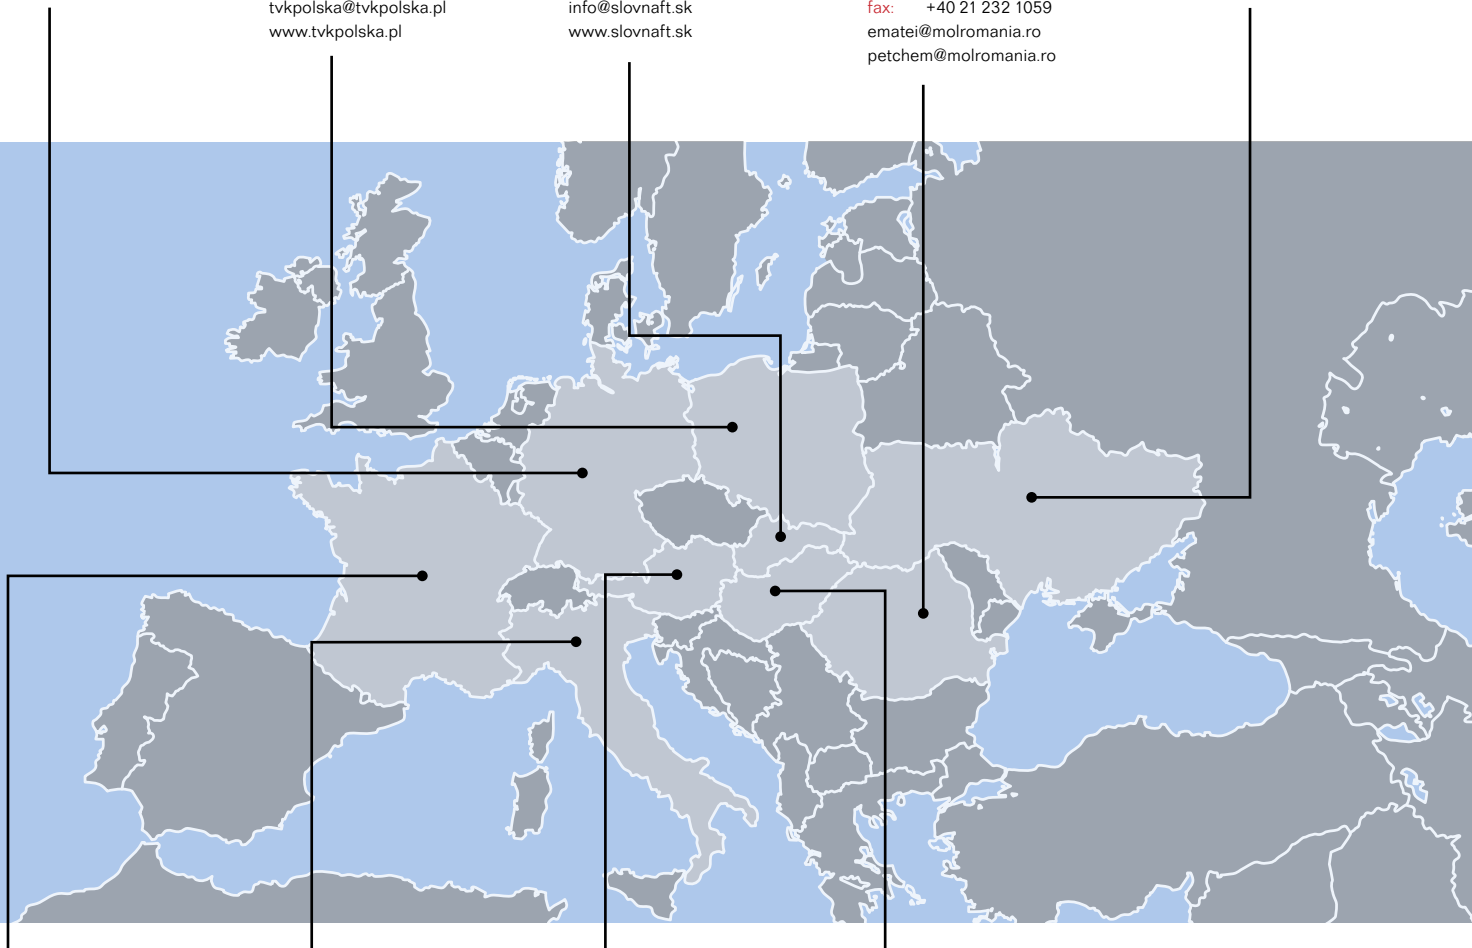 tvkpolska@tvkpolska.pl
www.tvkpolska.pl
info@slovnaft.sk
www.slovnaft.sk
fax: +40 21 232 1059
ematei@molromania.ro
petchem@molromania.ro